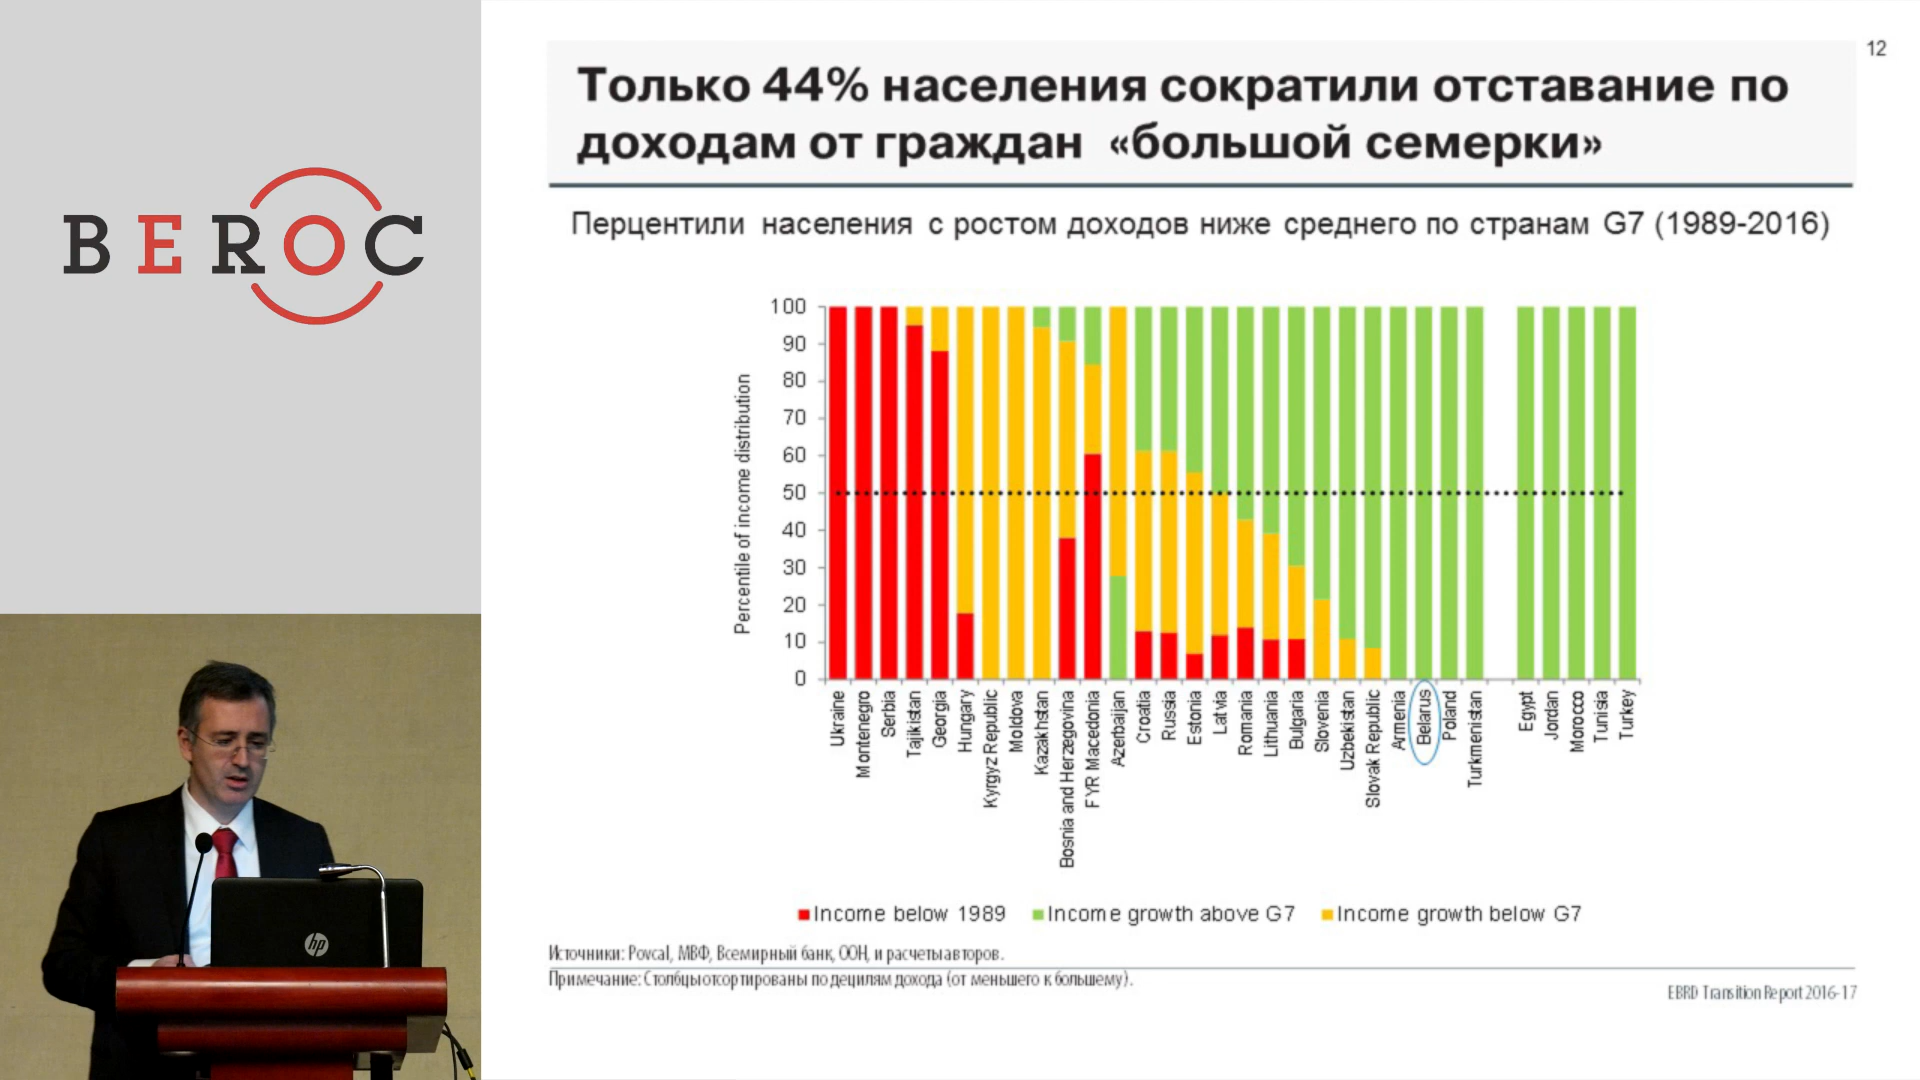 BEROC
12
Только 44% населения сократили отставание по
доходам от граждан «большой семерки»
Перцентили населения с ростом доходов ниже среднего по странам G7 (1989-2016)
Percentile of income distribution
100
90
80
70
60
50
40
30
20
10
0
Ukraine
Montenegro
Serbia
Tajikistan
Georgia
Hungary
Kyrgyz Republic
Moldova
Kazakhstan
Bosnia and Herzegovina
FYR Macedonia
Azerbaijan
Croatia
Russia
Estonia
Latvia
Romania
Lithuania
Bulgaria
Slovenia
Uzbekistan
Slovak Republic
Armenia
Belarus
Poland
Turkmenistan
Egypt
Jordan
Morocco
Tunisia
Turkey
Income below 1989 Income growth above G7 Income growth below G7
Источники: Povcal, МВФ, Всемирный банк, ООН, и расчеты авторов.
Примечание: Столбцы отсортированы по децилям дохода (от меньшего к большему).
EBRD Transition Report 2016-17
hp